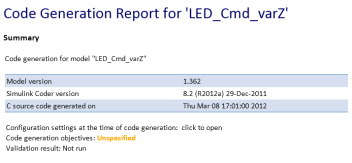 Code Generation Report for 'LED_Cmd_varZ'
Summary
Code generation for model "LED_Cmd_varZ"
Model version 1.362
Simulink Coder version 8.2 (R2012a) 29-Dec-2011
C source code generated on Thu Mar 08 17:01:00 2012
Configuration settings at the time of code generation: click to open
Code generation objectives: Unspecified
Validation result: Not run